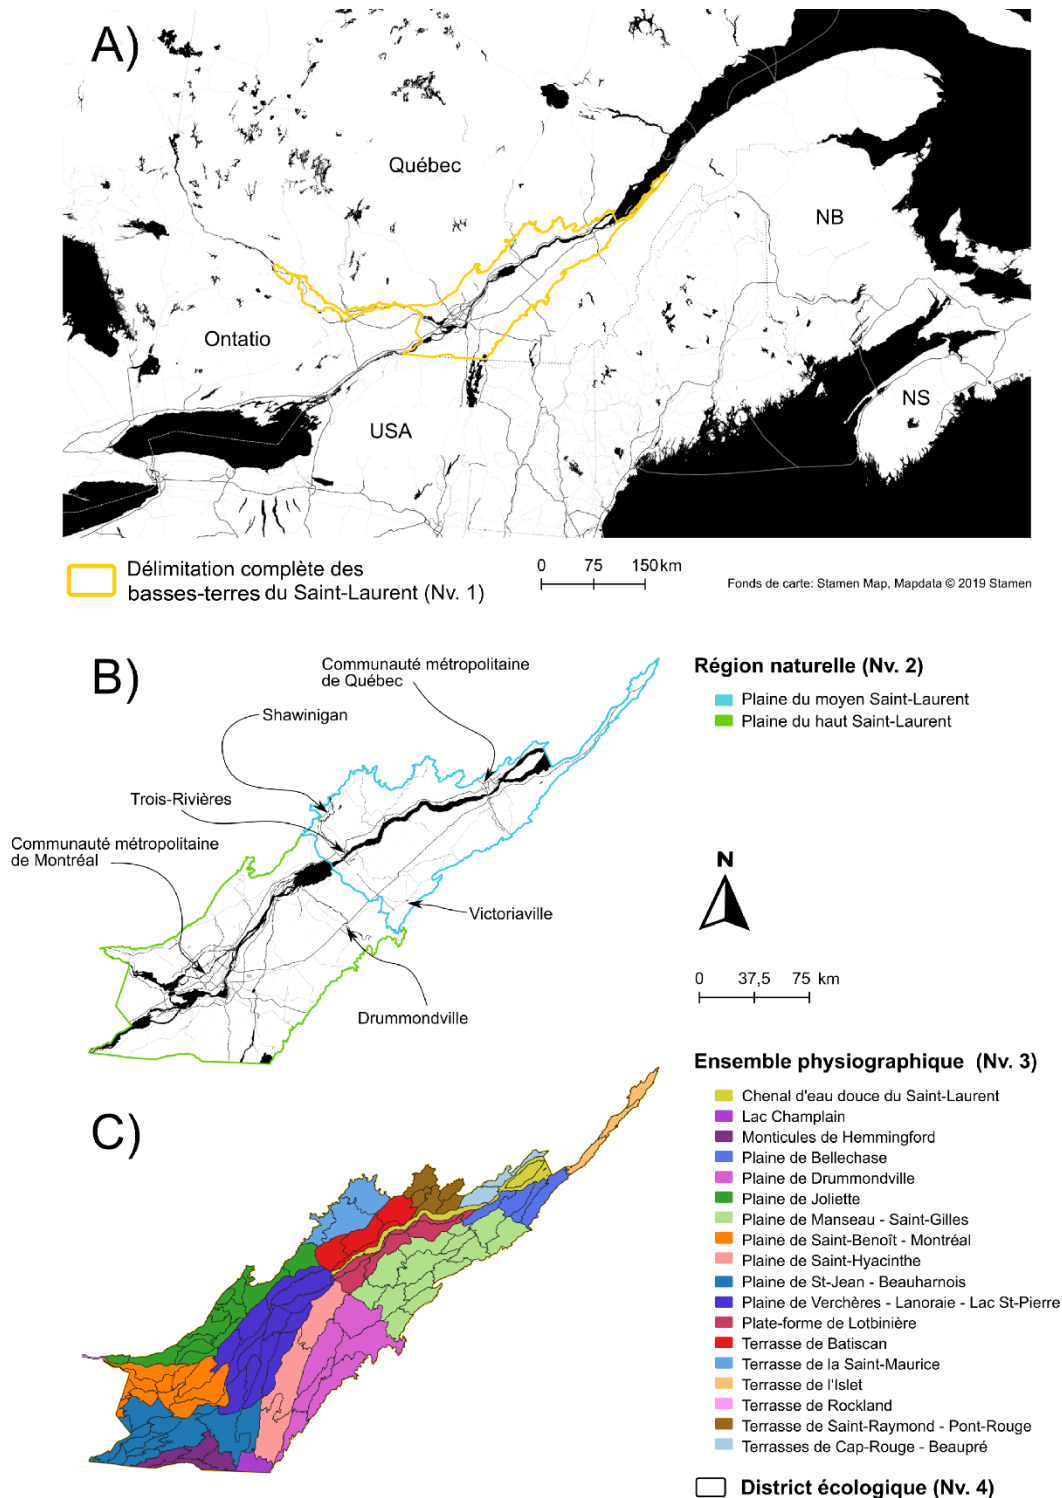 A)
Québec
NB
Ontatio
NS
USA
Délimitation complète des
basses-terres du Saint-Laurent (Nv. 1)
0 75 150 km
Fonds de carte: Stamen Map, Mapdata © 2019 Stamen
B)
Communauté métropolitaine
de Québec
Shawinigan
Trois-Rivières
Communauté métropolitaine
de Montréal
Victoriaville
Drummondville
Région naturelle (Nv. 2)
Plaine du moyen Saint-Laurent
Plaine du haut Saint-Laurent
N
0 37,5 75 km
C)
Ensemble physiographique (Nv. 3)
Chenal d'eau douce du Saint-Laurent
Lac Champlain
Monticules de Hemmingford
Plaine de Bellechase
Plaine de Drummondville
Plaine de Joliette
Plaine de Manseau - Saint-Gilles
Plaine de Saint-Benoît - Montréal
Plaine de Saint-Hyacinthe
Plaine de St-Jean - Beauharnois
Plaine de Verchères - Lanoraie - Lac St-Pierre
Plate-forme de Lotbinière
Terrasse de Batiscan
Terrasse de la Saint-Maurice
Terrasse de l'Islet
Terrasse de Rockland
Terrasse de Saint-Raymond - Pont-Rouge
Terrasses de Cap-Rouge - Beaupré
District écologique (Nv. 4)